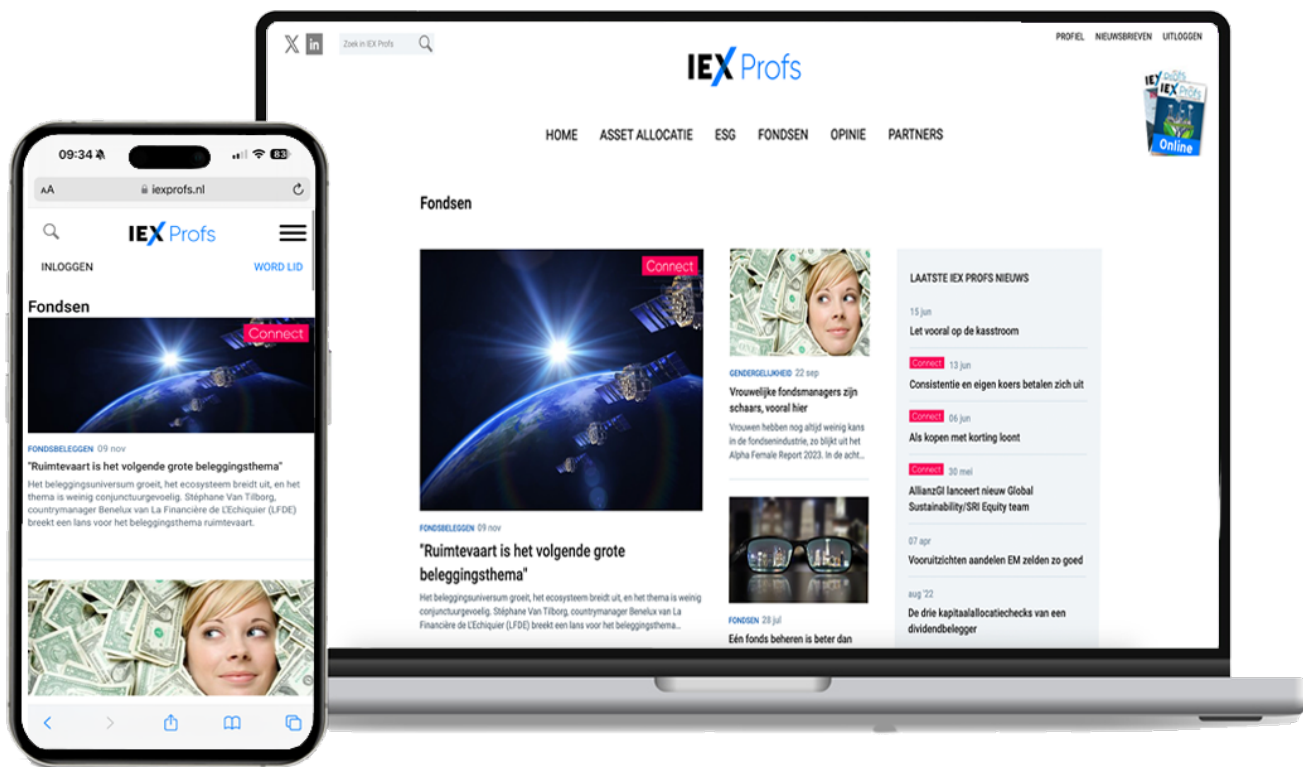 09:34
83
AA
iexprofs.nl
IEX Profs
INLOGGEN
WORD LID
Fondsen
Connect
FONDSBELEGGEN 09 nov
"Ruimtevaart is het volgende grote beleggingsthema"
Het beleggingsuniversum groeit, het ecosysteem breidt uit, en het
thema is weinig conjunctuurgevoelig. Stéphane Van Tilborg,
countrymanager Benelux van La Financière de L'Echiquier (LFDE)
breekt een lans voor het beleggingsthema ruimtevaart.
X in
Zoek in IEX Profs
PROFIEL NIEUWSBRIEVEN UITLOGGEN
IEX Profs
IEX Profs
IEX Profs
Online
HOME ASSET ALLOCATIE ESG FONDSEN OPINIE PARTNERS
Fondsen
Connect
FONDSBELEGGEN 09 nov
"Ruimtevaart is het volgende grote
beleggingsthema"
Het beleggingsuniversum groeit, het ecosysteem breidt uit, en het thema is weinig
conjunctuurgevoelig. Stéphane Van Tilborg, countrymanager Benelux van La
Financière de L'Echiquier (LFDE) breekt een lans voor het beleggingsthema...
GENDERGELIJKHEID 22 sep
Vrouwelijke fondsmanagers zijn
schaars, vooral hier
Vrouwen hebben nog altijd weinig kans
in de fondsenindustrie, zo blijkt uit het
Alpha Female Report 2023. In de acht...
FONDSEN 28 jul
Eén fonds beheren is beter dan
LAATSTE IEX PROFS NIEUWS
15 jun
Let vooral op de kasstroom
Connect 13 jun
Consistentie en eigen koers betalen zich uit
Connect 06 jun
Als kopen met korting loont
Connect 30 mei
AllianzGI lanceert nieuw Global
Sustainability/SRI Equity team
07 apr
Vooruitzichten aandelen EM zelden zo goed
aug '22
De drie kapitaalallocatiechecks van een
dividendbelegger